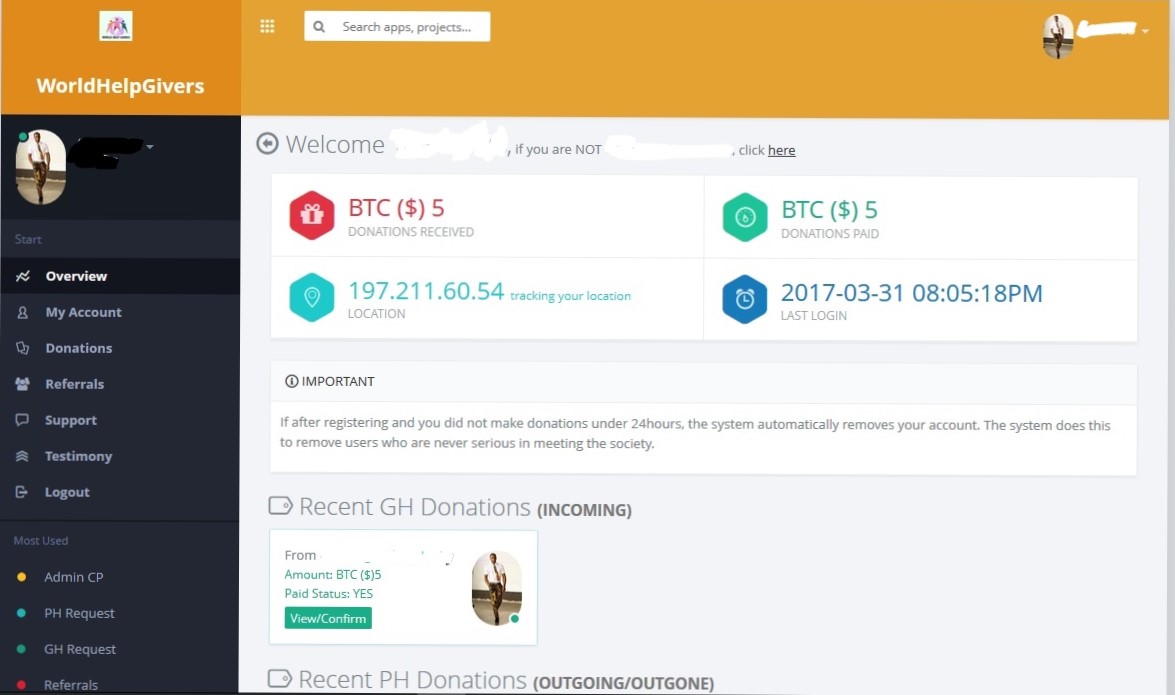 Search apps, projects...
WorldHelpGivers
Welcome , if you are NOT , click here
BTC ($) 5
DONATIONS RECEIVED
BTC ($) 5
DONATIONS PAID
197.211.60.54 tracking your location
LOCATION
2017-03-31 08:05:18PM
LAST LOGIN
Start
Overview
My Account
Donations
Referrals
Support
Testimony
Logout
Most Used
Admin CP
PH Request
GH Request
Referrals
IMPORTANT
If after registering and you did not make donations under 24hours, the system automatically removes your account. The system does this
to remove users who are never serious in meeting the society.
Recent GH Donations (INCOMING)
From
Amount: BTC ($)5
Paid Status: YES
View/Confirm
Recent PH Donations (OUTGOING/OUTGONE)